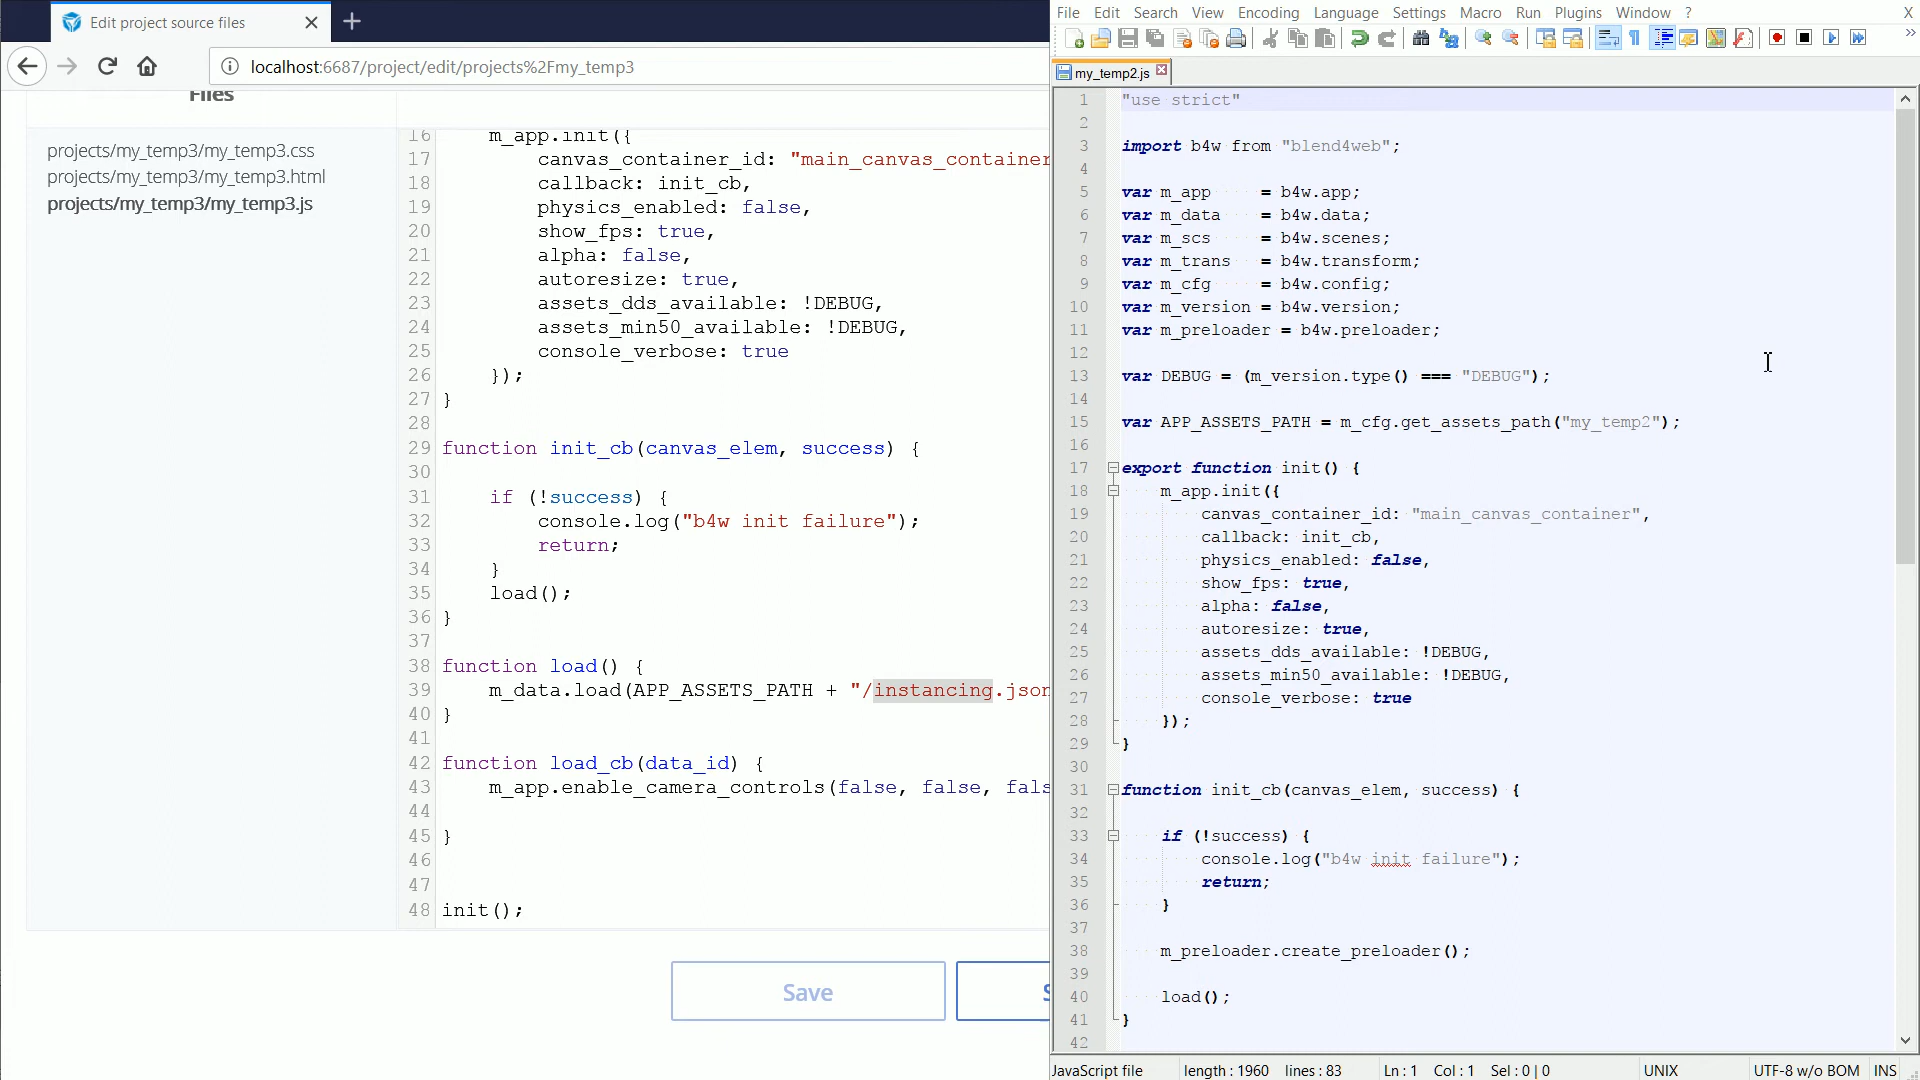 Edit project source files
localhost:6687/project/edit/projects%2Fmy_temp3
Files
projects/my_temp3/my_temp3.css
projects/my_temp3/my_temp3.html
projects/my_temp3/my_temp3.js
16 m_app.init({
17 canvas_container_id: "main_canvas_container
18 callback: init_cb,
19 physics_enabled: false,
20 show_fps: true,
21 alpha: false,
22 autoresize: true,
23 assets_dds_available: !DEBUG,
24 assets_min50_available: !DEBUG,
25 console_verbose: true
26 });
27 }
28
29 function init_cb(canvas_elem, success) {
30
31 if (!success) {
32 console.log("b4w init failure");
33 return;
34 }
35 load();
36 }
37
38 function load() {
39 m_data.load(APP_ASSETS_PATH + "/instancing.json
40 }
41
42 function load_cb(data_id) {
43 m_app.enable_camera_controls(false, false, fals
44
45 }
46
47
48 init();
Save
File Edit Search View Encoding Language Settings Macro Run Plugins Window ? X
my_temp2.js
1 "use strict"
2
3 import b4w from "blend4web";
4
5 var m_app = b4w.app;
6 var m_data = b4w.data;
7 var m_scs = b4w.scenes;
8 var m_trans = b4w.transform;
9 var m_cfg = b4w.config;
10 var m_version = b4w.version;
11 var m_preloader = b4w.preloader;
12
13 var DEBUG = (m_version.type() === "DEBUG");
14
15 var APP_ASSETS_PATH = m_cfg.get_assets_path("my_temp2");
16
17 export function init() {
18 m_app.init({
19 canvas_container_id: "main_canvas_container",
20 callback: init_cb,
21 physics_enabled: false,
22 show_fps: true,
23 alpha: false,
24 autoresize: true,
25 assets_dds_available: !DEBUG,
26 assets_min50_available: !DEBUG,
27 console_verbose: true
28 });
29 }
30
31 function init_cb(canvas_elem, success) {
32
33 if (!success) {
34 console.log("b4w init failure");
35 return;
36 }
37
38 m_preloader.create_preloader();
39
40 load();
41 }
42
JavaScript file length : 1960 lines : 83 Ln : 1 Col : 1 Sel : 0 | 0 UNIX UTF-8 w/o BOM INS